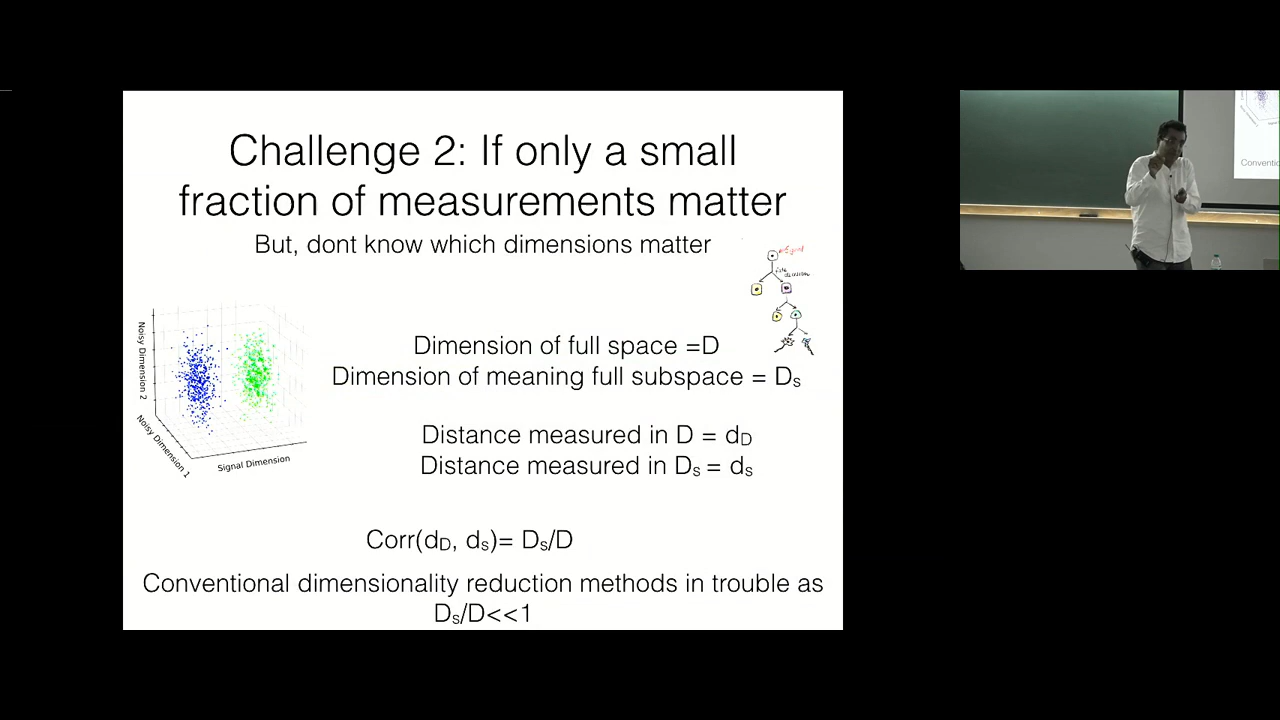 Challenge 2: If only a small
fraction of measurements matter
But, dont know which dimensions matter
Signal
Noisy Dimension 2
Noisy Dimension 1
Signal Dimension
Dimension of full space =D
Dimension of meaning full subspace = Ds
Distance measured in D = dD
Distance measured in Ds = ds
Corr(dD, ds)= Ds/D
Conventional dimensionality reduction methods in trouble as
Ds/D<<1